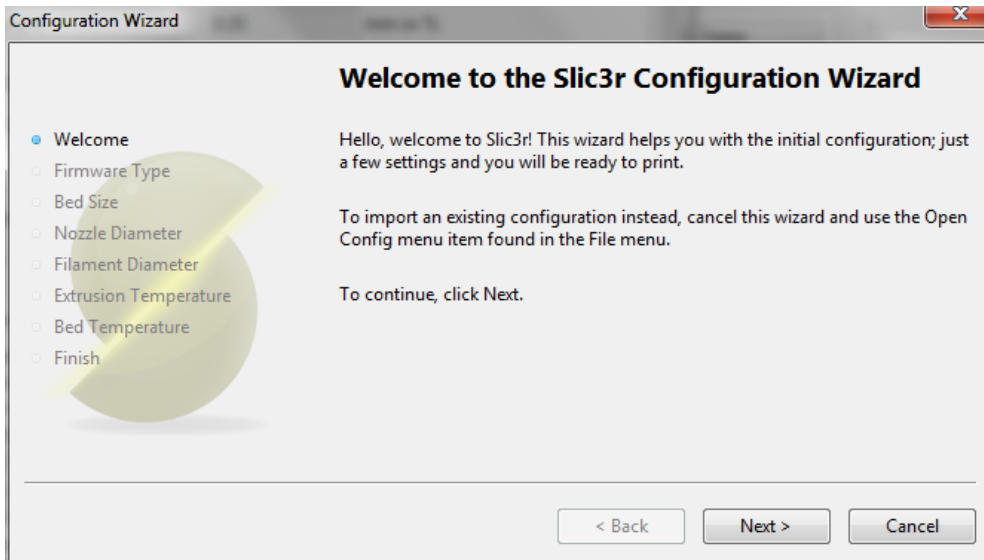 Configuration Wizard
Welcome to the Slic3r Configuration Wizard
Welcome
Firmware Type
Bed Size
Nozzle Diameter
Filament Diameter
Extrusion Temperature
Bed Temperature
Finish
Hello, welcome to Slic3r! This wizard helps you with the initial configuration; just
a few settings and you will be ready to print.
To import an existing configuration instead, cancel this wizard and use the Open
Config menu item found in the File menu.
To continue, click Next.
< Back
Next >
Cancel